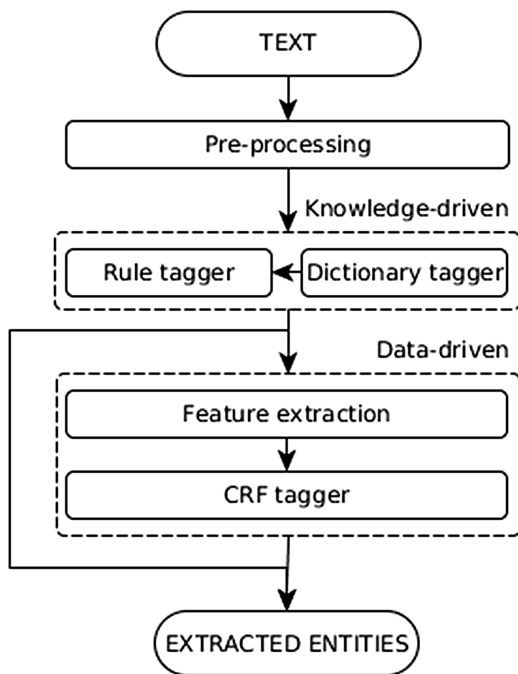 TEXT
Pre-processing
Knowledge-driven
Rule tagger
Dictionary tagger
Data-driven
Feature extraction
CRF tagger
EXTRACTED ENTITIES